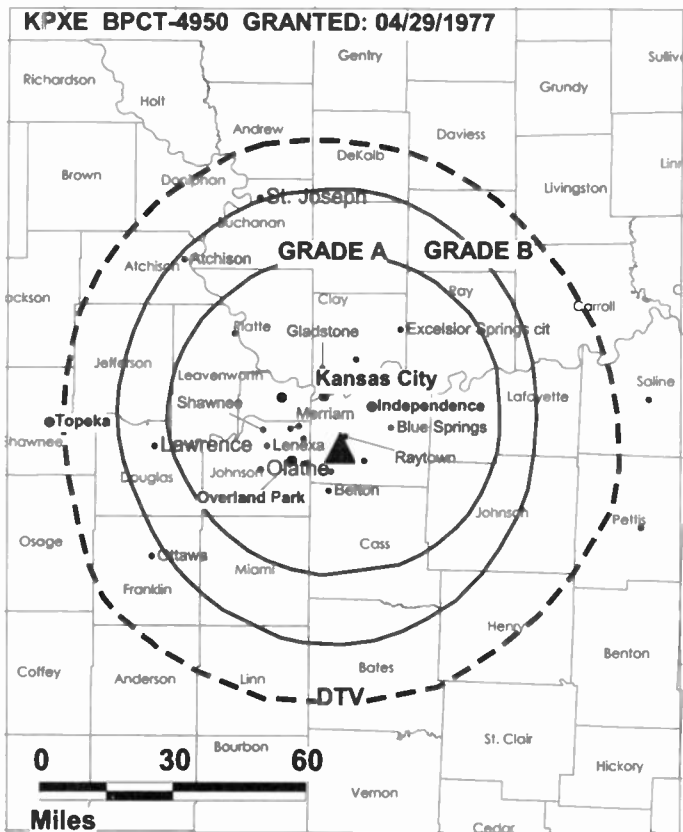 KPXE BPCT-4950 GRANTED: 04/29/1977
Gentry
Richardson
Grundy
Holt
Andrew
Daviess
DeKalb
Brown
Doniphan
Livingston
St. Joseph
Buchanan
GRADE A
GRADE B
Atchison
Atchison
Clay
Ray
Carroll
Platte
Gladstone
Excelsior Springs cit
Jefferson
Leavenworth
Kansas City
Saline
Shawnee
Merriam
Independence
Lafayette
Topeka
Blue Springs
Shawnee
Lawrence
Lenexa
Raytown
Johnson
Olathe
Douglas
Overland Park
Belton
Johnson
Pettis
Osage
Cass
Ottawa
Miami
Franklin
Henry
Benton
Coffey
Anderson
Linn
Bates
DTV
St. Clair
Bourbon
Hickory
Vernon
Cedar
0 30 60
Miles